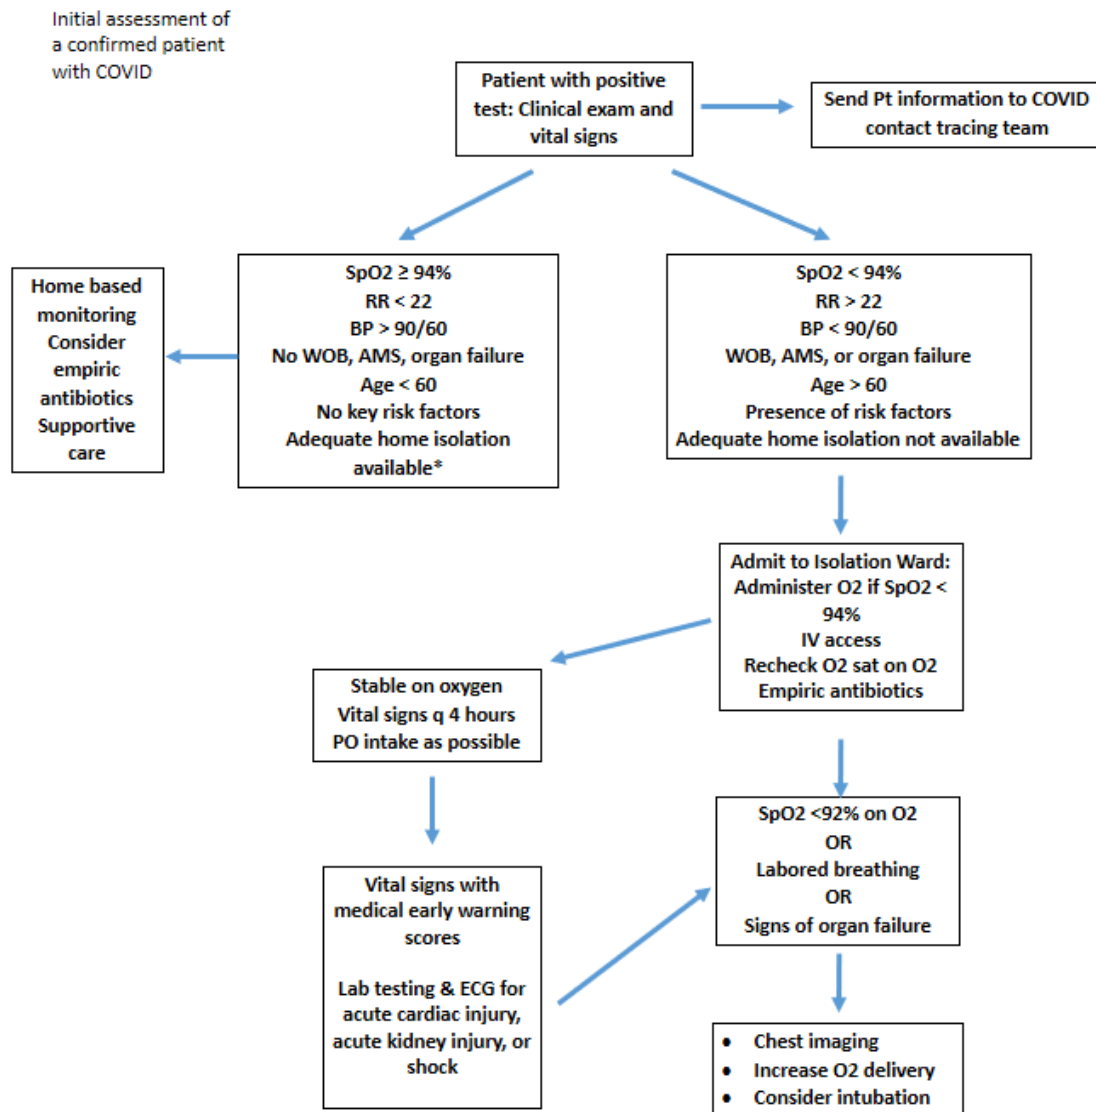 Initial assessment of
a confirmed patient
with COVID
Patient with positive
test: Clinical exam and
vital signs
Send Pt information to COVID
contact tracing team
Home based
monitoring
Consider
empiric
antibiotics
Supportive
care
SpO2 ≥ 94%
RR < 22
BP > 90/60
No WOB, AMS, organ failure
Age < 60
No key risk factors
Adequate home isolation
available*
SpO2 < 94%
RR > 22
BP < 90/60
WOB, AMS, or organ failure
Age > 60
Presence of risk factors
Adequate home isolation not available
Admit to Isolation Ward:
Administer O2 if SpO2 <
94%
IV access
Recheck O2 sat on O2
Empiric antibiotics
Stable on oxygen
Vital signs q 4 hours
PO intake as possible
SpO2 <92% on O2
OR
Labored breathing
OR
Signs of organ failure
Vital signs with
medical early warning
scores
Lab testing & ECG for
acute cardiac injury,
acute kidney injury, or
shock
• Chest imaging
• Increase O2 delivery
• Consider intubation